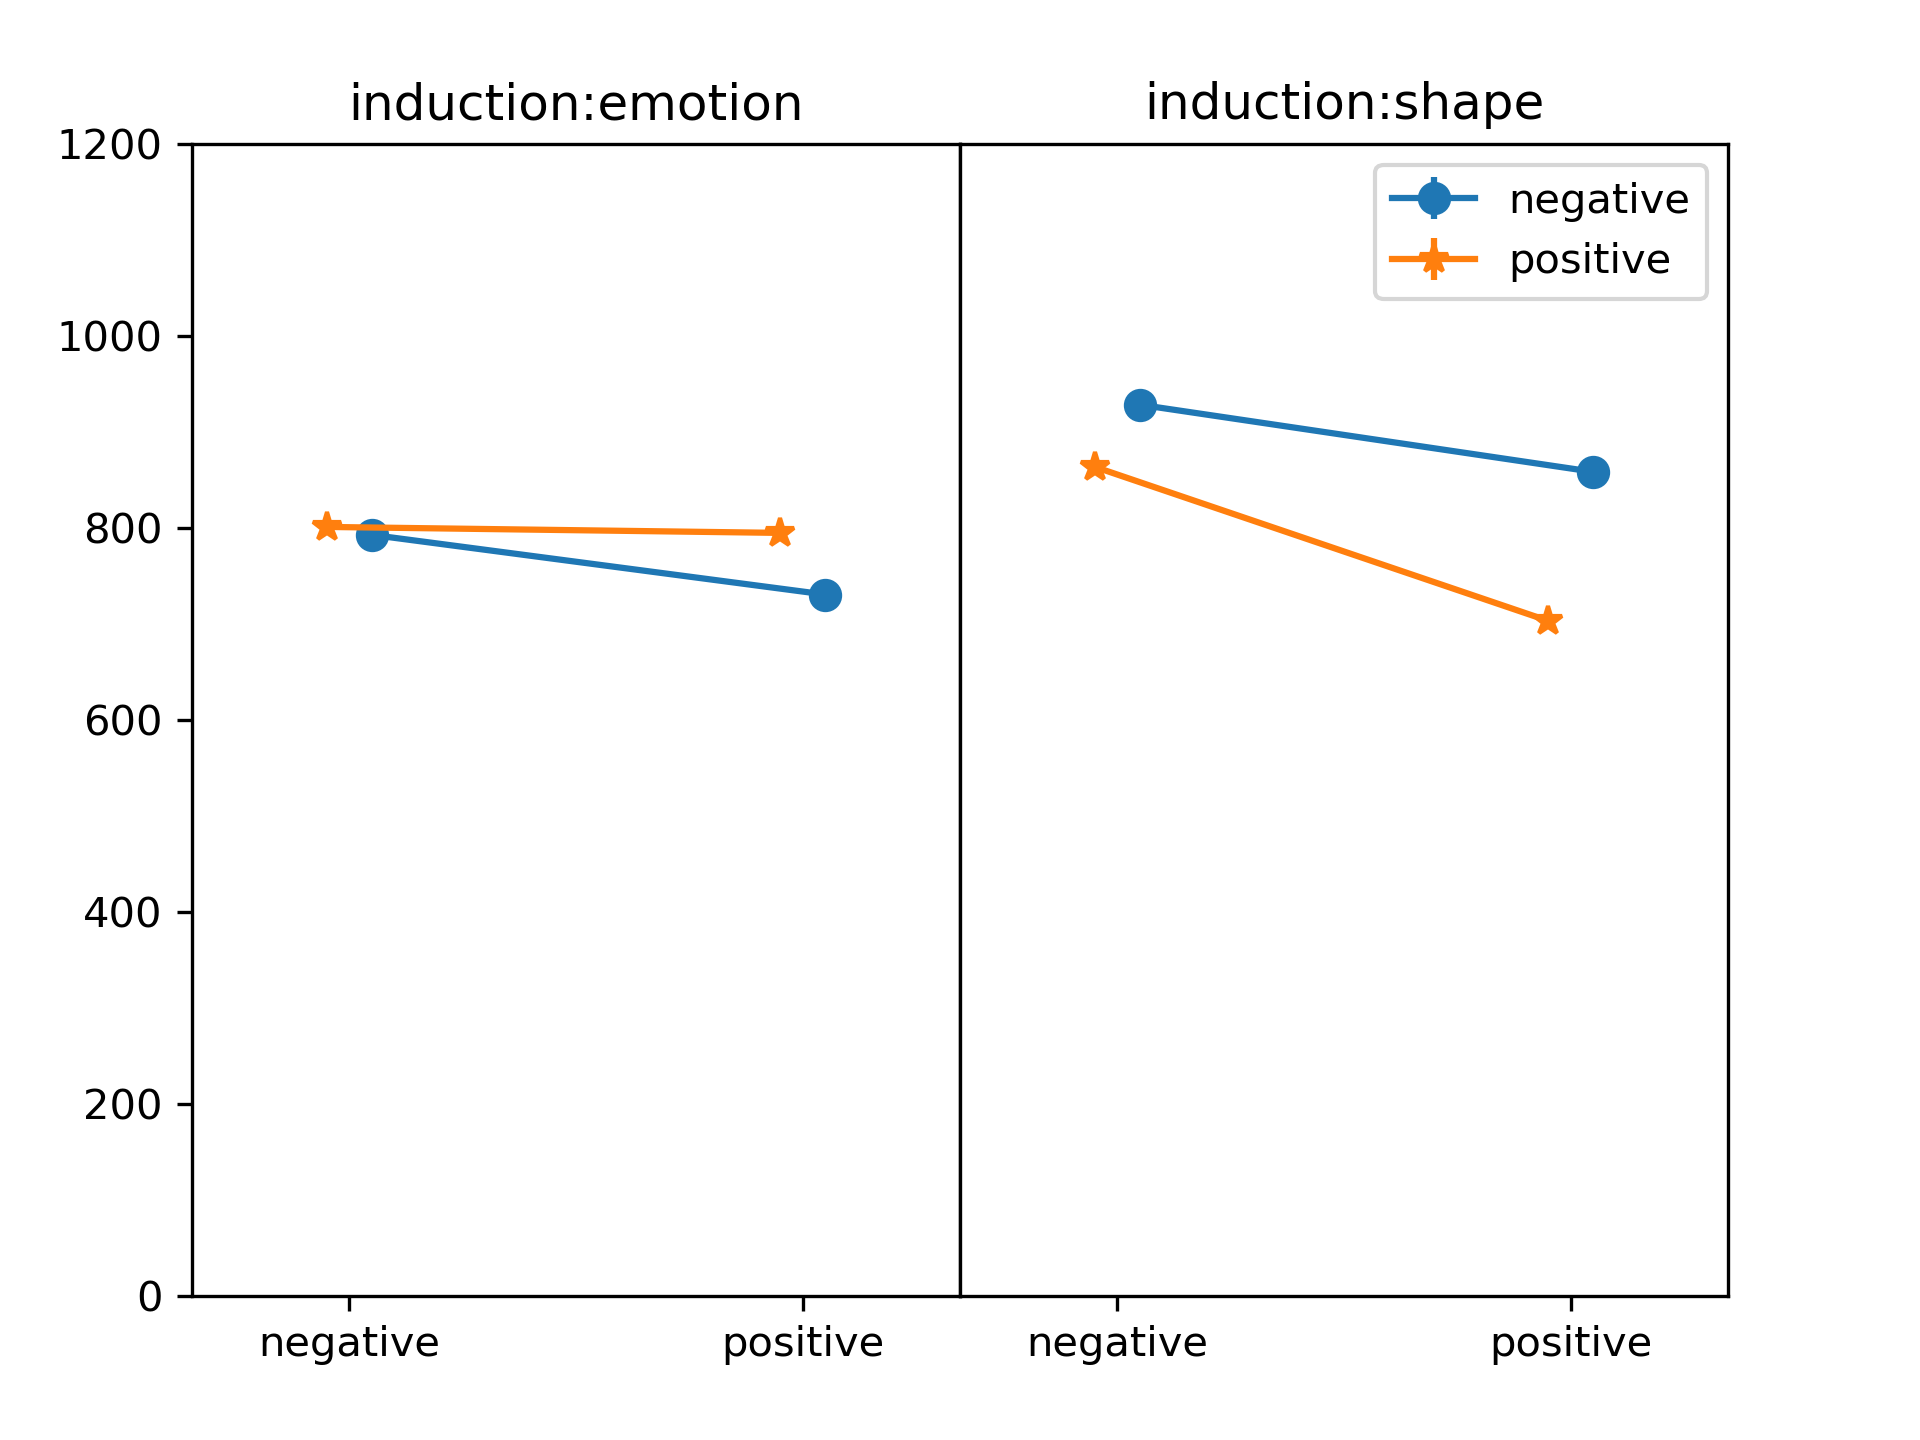 induction:emotion
induction:shape
1200
1000
800
600
400
200
0
negative
positive
negative
positive
negative
positive